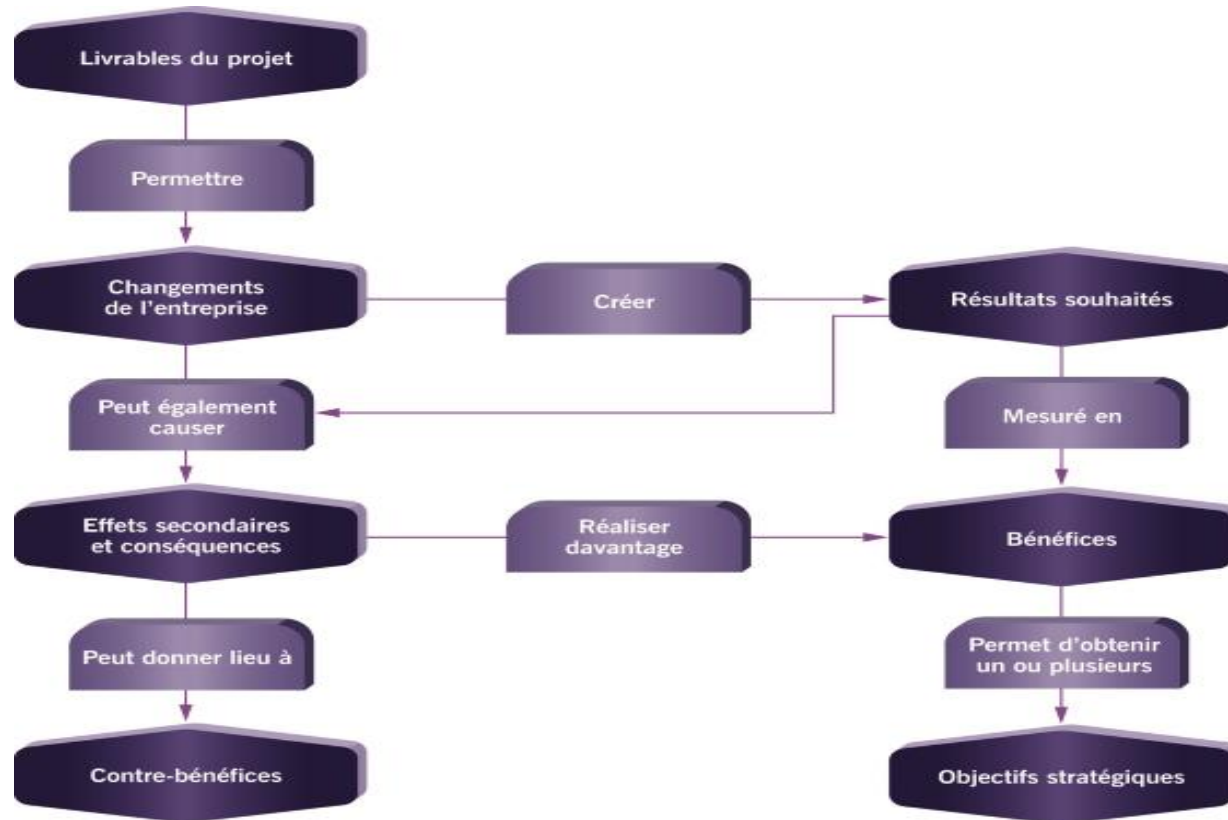 Livrables du projet
Permettre
Changements
de l'entreprise
Créer
Résultats souhaités
Peut également
causer
Mesuré en
Effets secondaires
et conséquences
Réaliser
davantage
Bénéfices
Peut donner lieu à
Permet d'obtenir
un ou plusieurs
Contre-bénéfices
Objectifs stratégiques